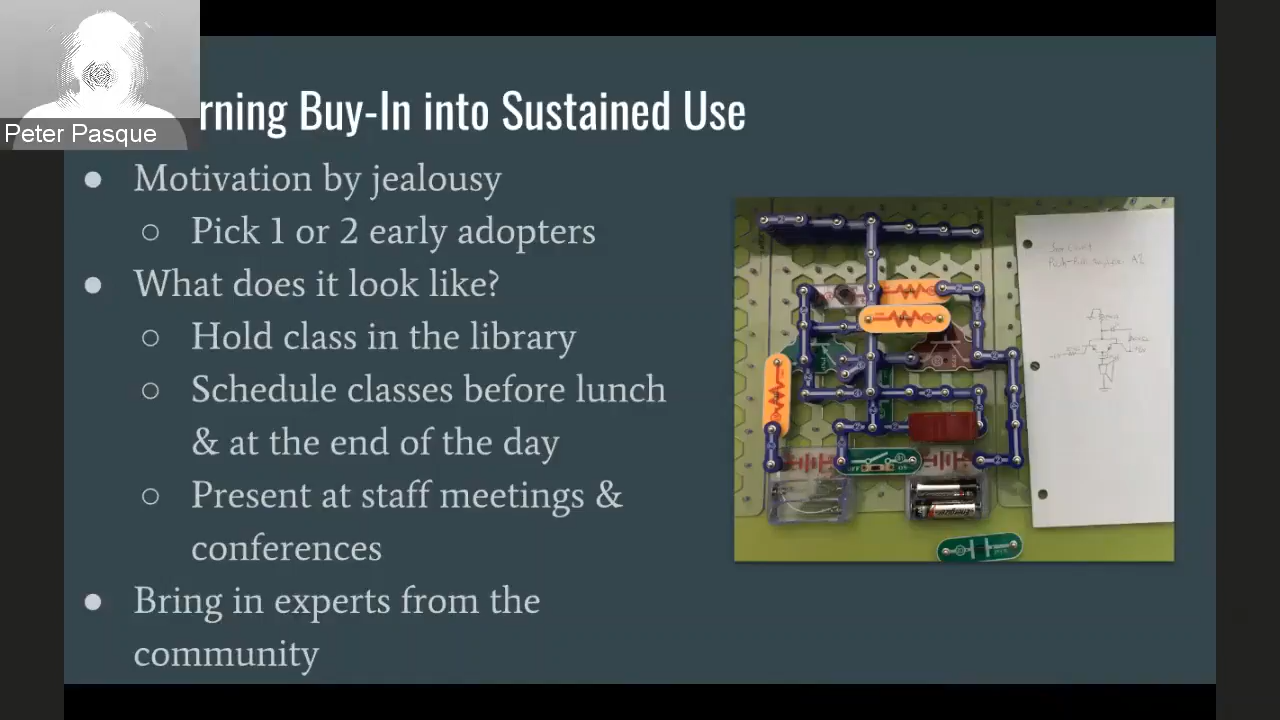 Peter Pasque
rning Buy-In into Sustained Use
● Motivation by jealousy
○ Pick 1 or 2 early adopters
● What does it look like?
○ Hold class in the library
○ Schedule classes before lunch
& at the end of the day
○ Present at staff meetings &
conferences
● Bring in experts from the
community